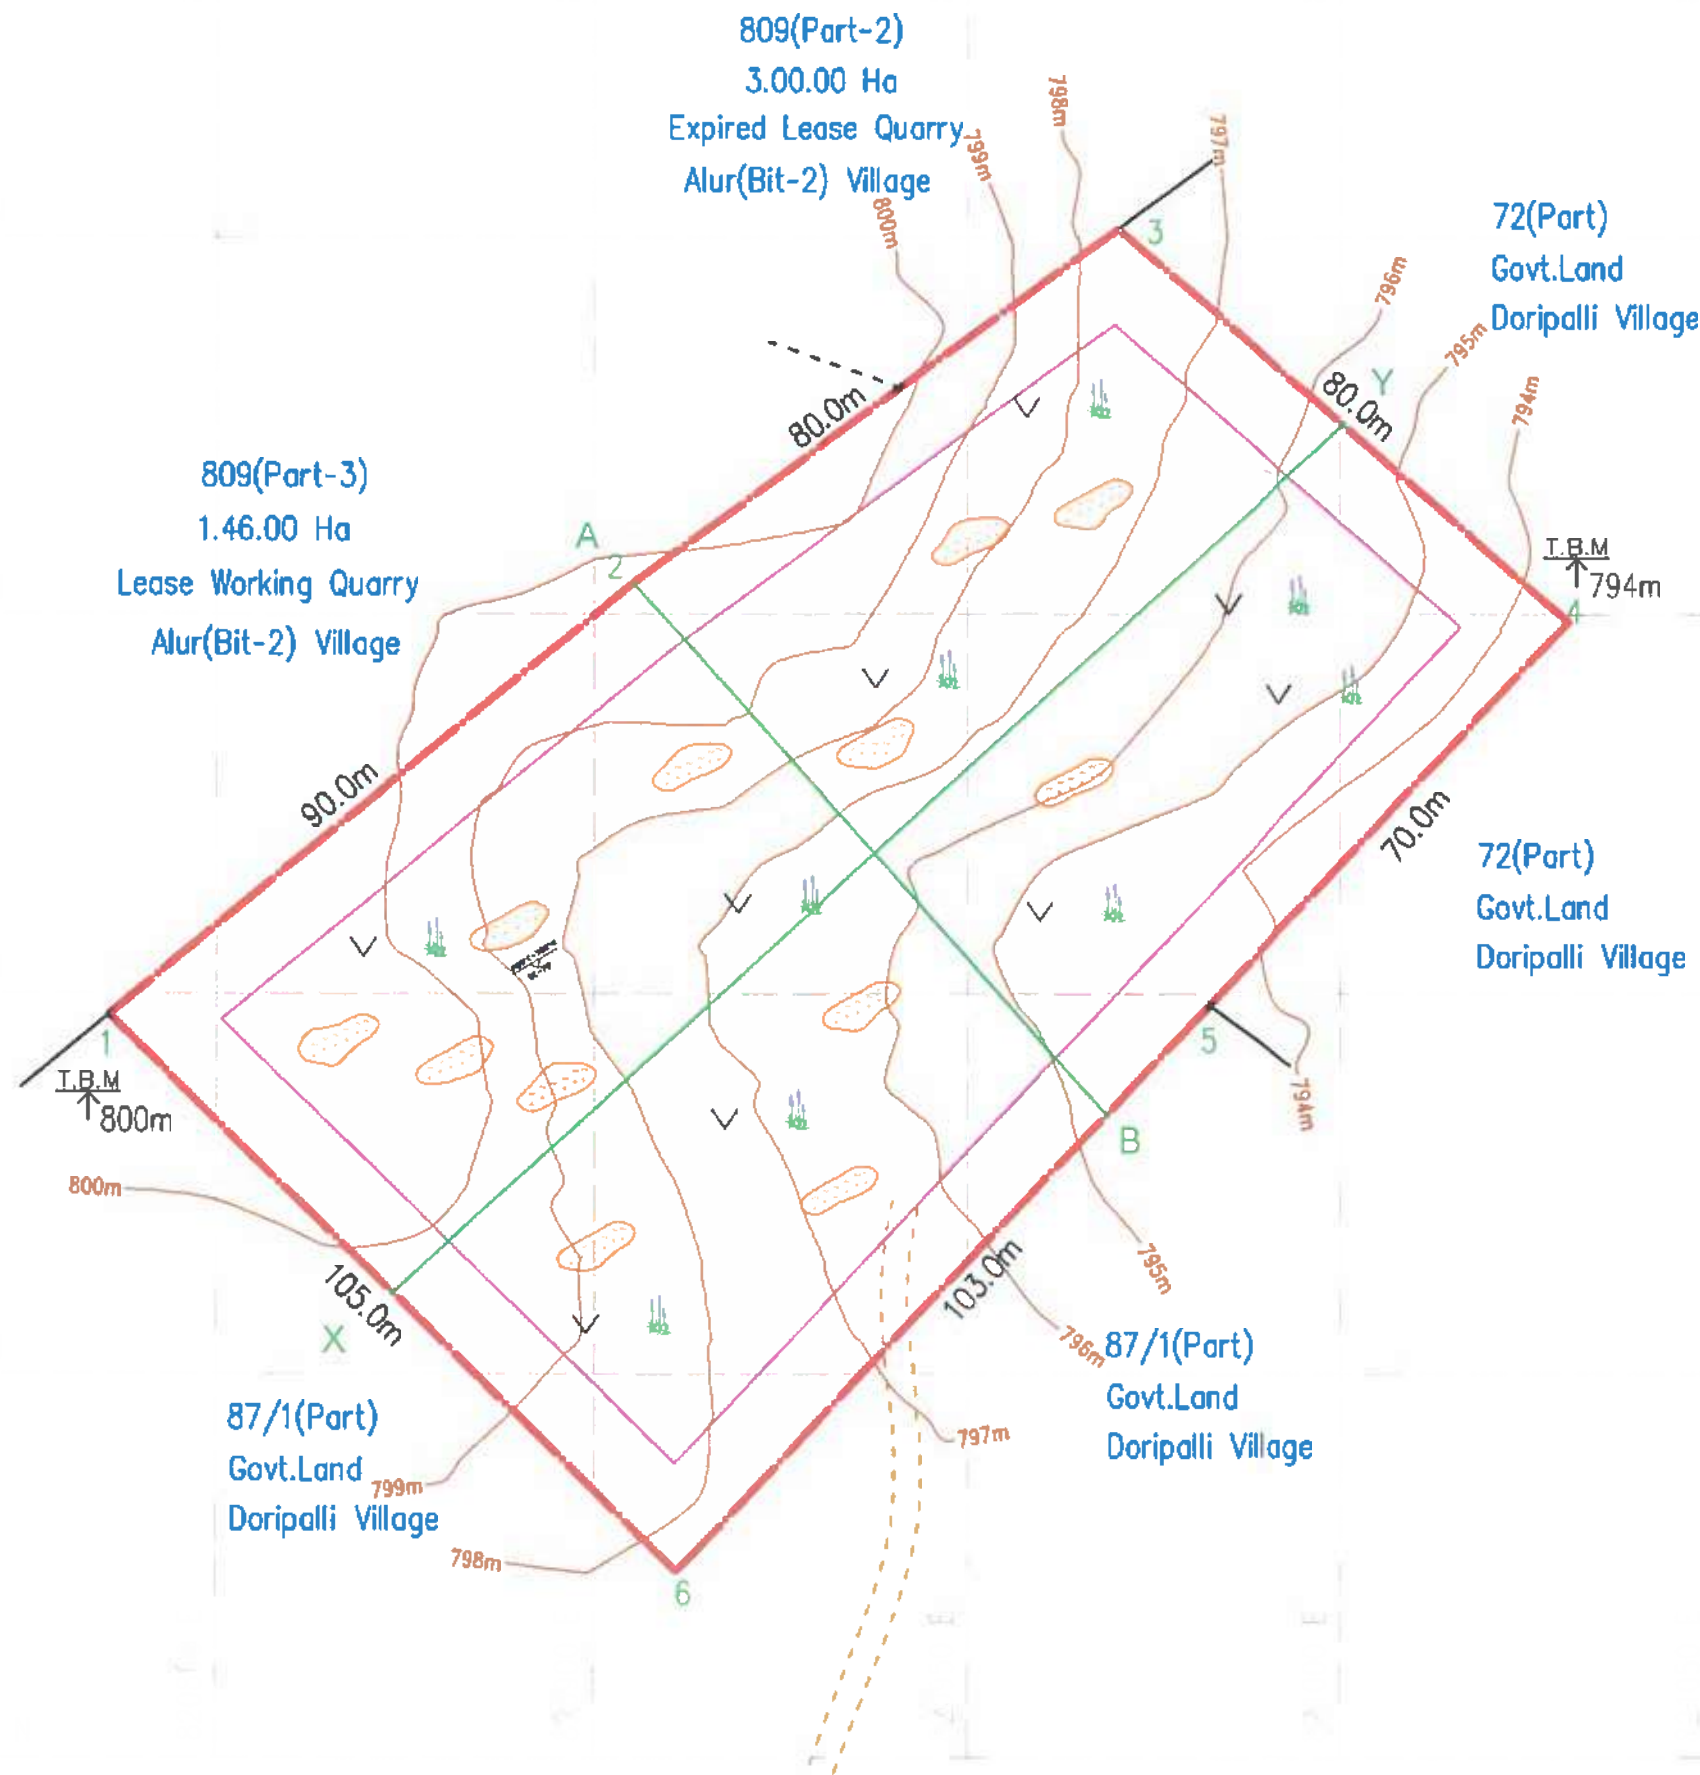 809(Part-2)
3.00.00 Ha
Expired Lease Quarry
Alur(Bit-2) Village
800m
799m
798m
797m
3
72(Part)
Govt.Land
Doripalli Village
796m
795m
794m
Y
80.0m
80.0m
T.B.M
794m
4
809(Part-3)
1.46.00 Ha
Lease Working Quarry
Alur(Bit-2) Village
A
2
90.0m
70.0m
72(Part)
Govt.Land
Doripalli Village
1
T.B.M
800m
5
794m
B
800m
105.0m
X
103.0m
795m
796m
87/1(Part)
Govt.Land
Doripalli Village
797m
87/1(Part)
Govt.Land
Doripalli Village
799m
798m
6